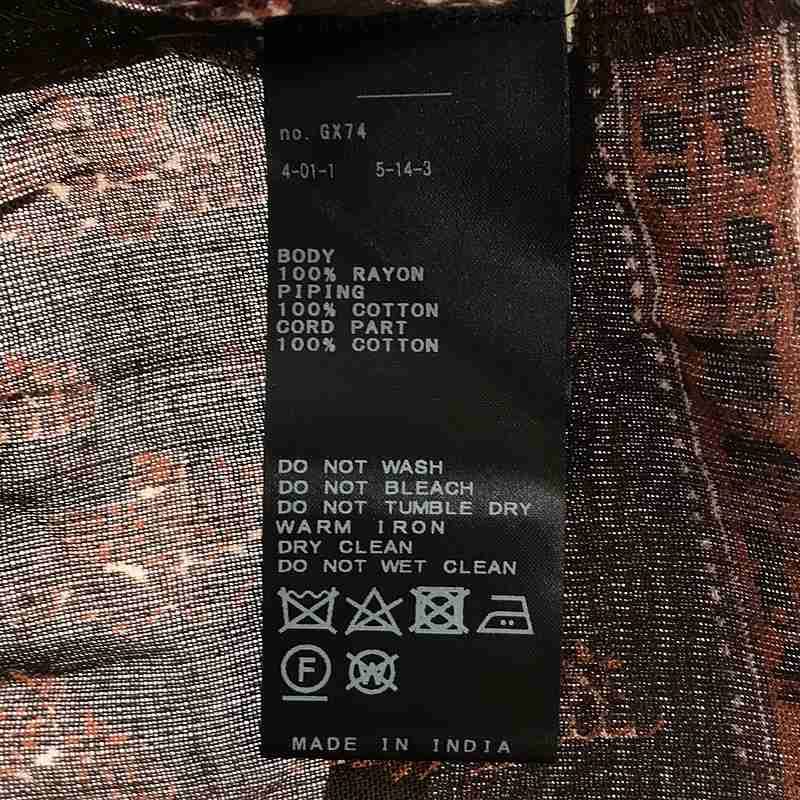 no. GX74
4-01-1 5-14-3
BODY
100% RAYON
PIPING
100% COTTON
CORD PART
100% COTTON
DO NOT WASH
DO NOT BLEACH
DO NOT TUMBLE DRY
WARM IRON
DRY CLEAN
DO NOT WET CLEAN
F W
MADE IN INDIA